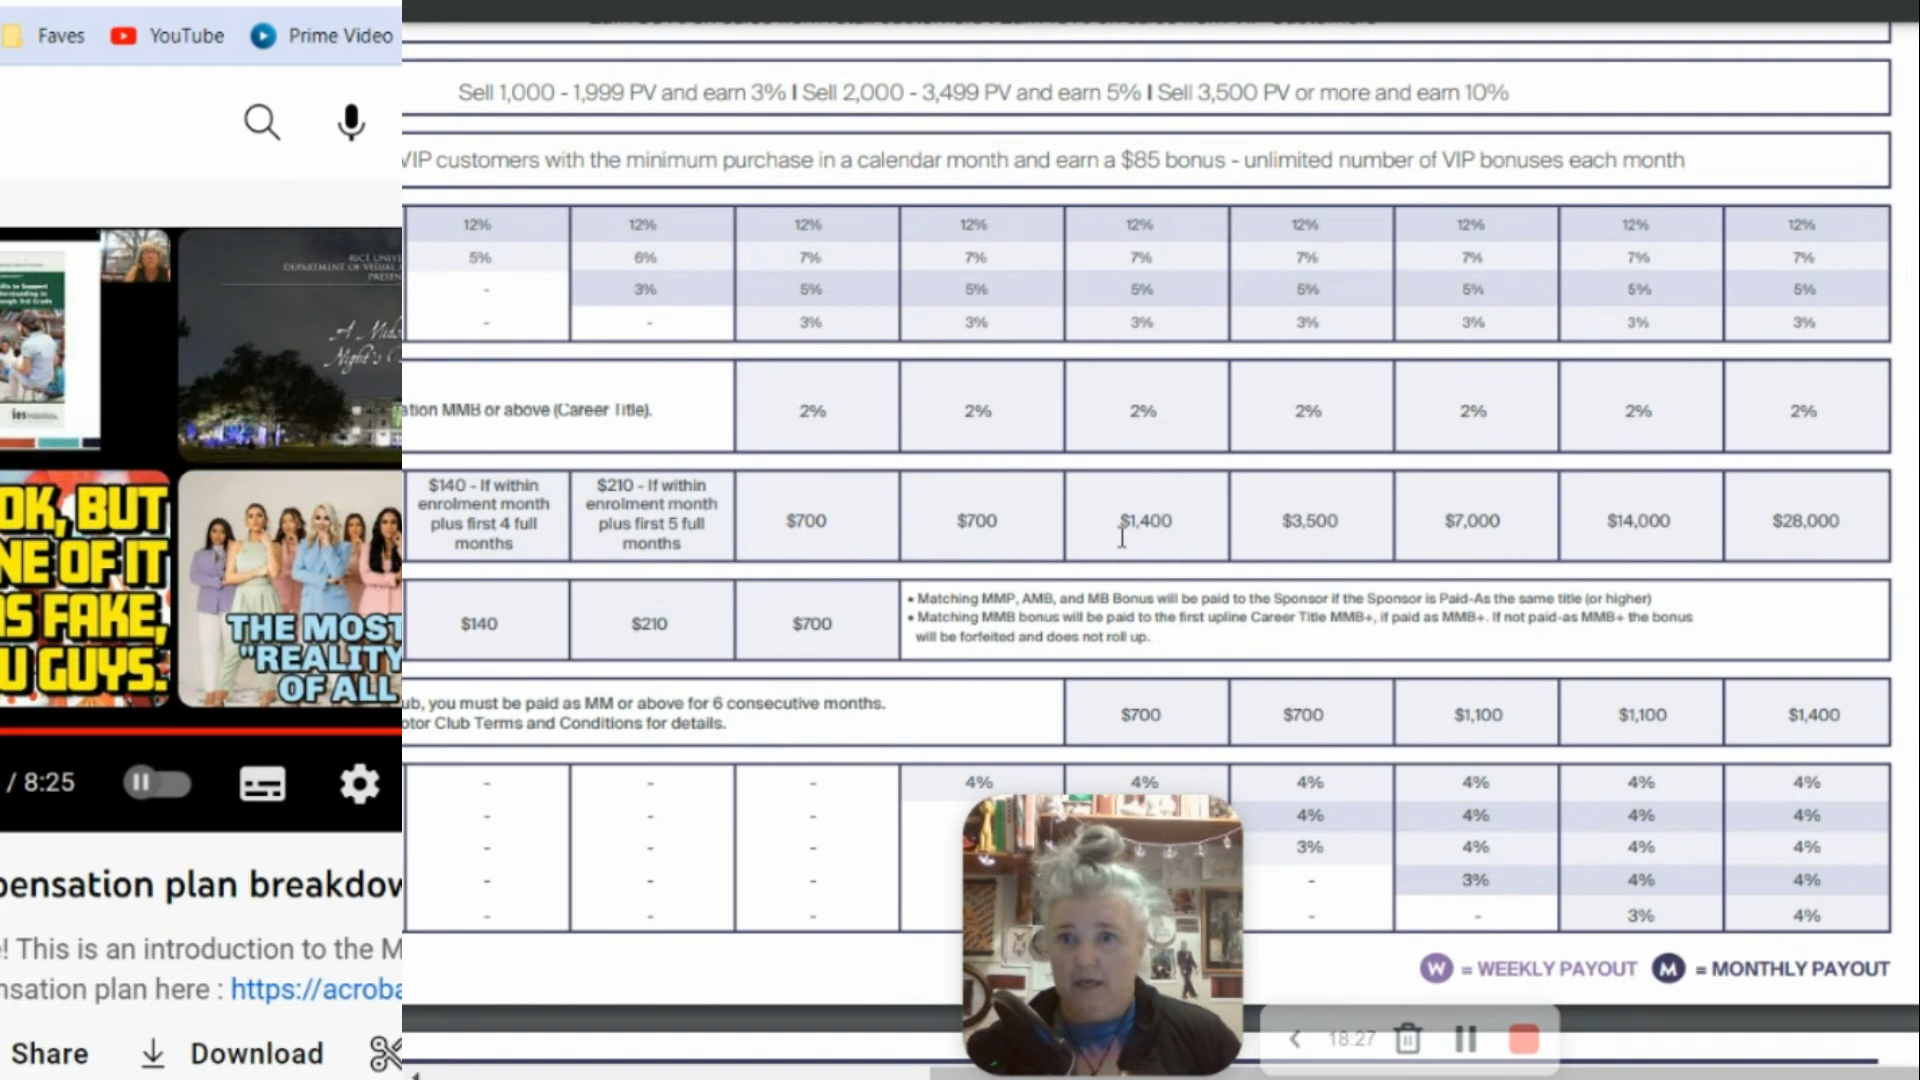 Faves YouTube Prime Video
Sell 1,000 - 1,999 PV and earn 3% I Sell 2,000 - 3,499 PV and earn 5% I Sell 3,500 PV or more and earn 10%
VIP customers with the minimum purchase in a calendar month and earn a $85 bonus - unlimited number of VIP bonuses each month
12% 12% 12% 12% 12% 12% 12% 12% 12%
5% 6% 7% 7% 7% 7% 7% 7% 7%
- 3% 5% 5% 5% 5% 5% 5% 5%
- - 3% 3% 3% 3% 3% 3% 3%
ation MMB or above (Career Title). 2% 2% 2% 2% 2% 2% 2%
$140 - If within
enrolment month
plus first 4 full
months
$210 - If within
enrolment month
plus first 5 full
months
$700 $700 $1,400 $3,500 $7,000 $14,000 $28,000
$140 $210 $700
• Matching MMP, AMB, and MB Bonus will be paid to the Sponsor if the Sponsor is Paid-As the same title (or higher)
• Matching MMB bonus will be paid to the first upline Career Title MMB+, if paid as MMB+. If not paid-as MMB+ the bonus
will be forfeited and does not roll up.
ub, you must be paid as MM or above for 6 consecutive months.
otor Club Terms and Conditions for details.
$700 $700 $1,100 $1,100 $1,400
- - - 4% 4% 4% 4% 4% 4%
- - - 4% 4% 4% 4%
- - - 3% 4% 4% 4%
- - - - 3% 4% 4%
- - - - - 3% 4%
W = WEEKLY PAYOUT M = MONTHLY PAYOUT
18:27
RICE UNIVE
DEPARTMENT OF VISUAL
PRESEN
A Mids
Night's
ies
OK, BUT
NE OF IT
IS FAKE,
U GUYS.
THE MOST
"REALITY
OF ALL
/ 8:25
pensation plan breakdow
e! This is an introduction to the M
nsation plan here : https://acroba
Share Download